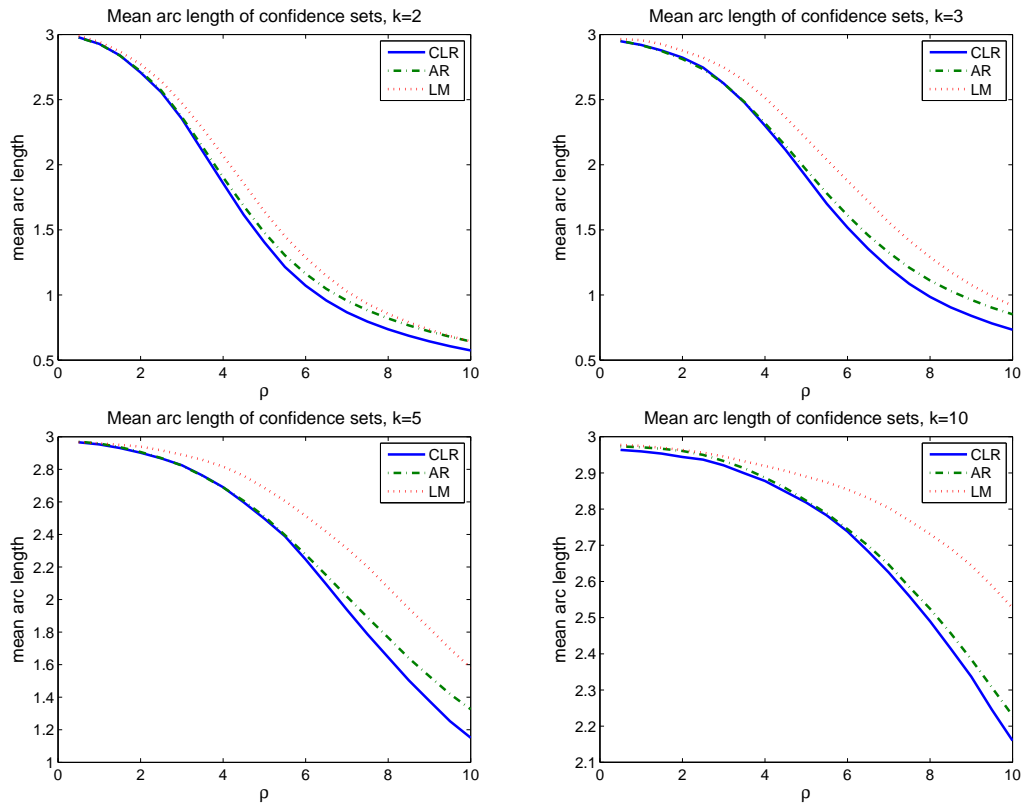 Mean arc length of confidence sets, k=2
3
2.5
2
1.5
1
0.5
0
2
4
6
8
10
mean arc length
ρ
CLR
AR
LM
Mean arc length of confidence sets, k=3
3
2.5
2
1.5
1
0.5
0
2
4
6
8
10
mean arc length
ρ
CLR
AR
LM
Mean arc length of confidence sets, k=5
3
2.8
2.6
2.4
2.2
2
1.8
1.6
1.4
1.2
1
0
2
4
6
8
10
mean arc length
ρ
CLR
AR
LM
Mean arc length of confidence sets, k=10
3
2.9
2.8
2.7
2.6
2.5
2.4
2.3
2.2
2.1
0
2
4
6
8
10
mean arc length
ρ
CLR
AR
LM